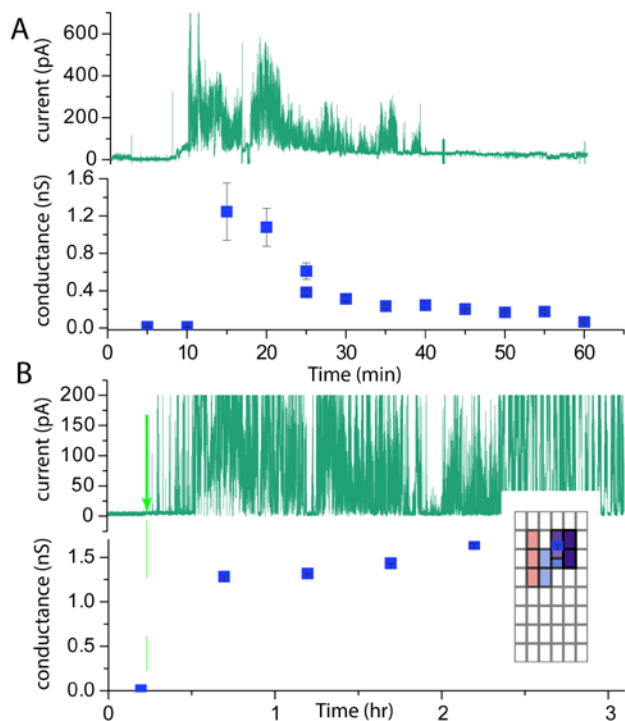 A
current (pA)
600
400
200
0
conductance (nS)
1.6
1.2
0.8
0.4
0.0
0 10 20 30 40 50 60
Time (min)
B
current (pA)
200
150
100
50
0
conductance (nS)
1.5
1.0
0.5
0.0
0 1 2 3
Time (hr)